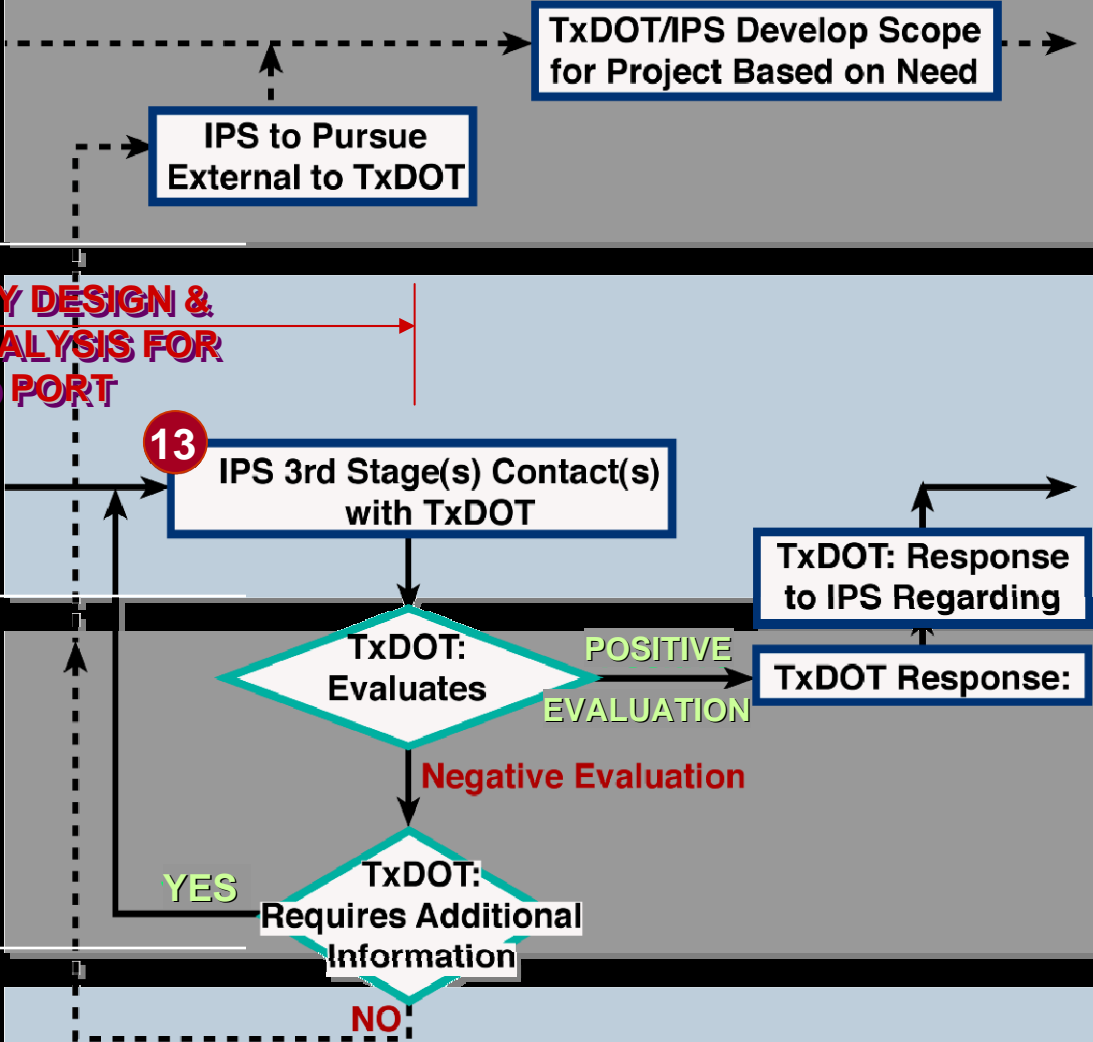 TxDOT/IPS Develop Scope
for Project Based on Need
IPS to Pursue
External to TxDOT
Y DESIGN &
ALYSIS FOR
PORT
13
IPS 3rd Stage(s) Contact(s)
with TxDOT
TxDOT: Response
to IPS Regarding
TxDOT:
Evaluates
POSITIVE
EVALUATION
TxDOT Response:
Negative Evaluation
TxDOT:
Requires Additional
Information
YES
NO